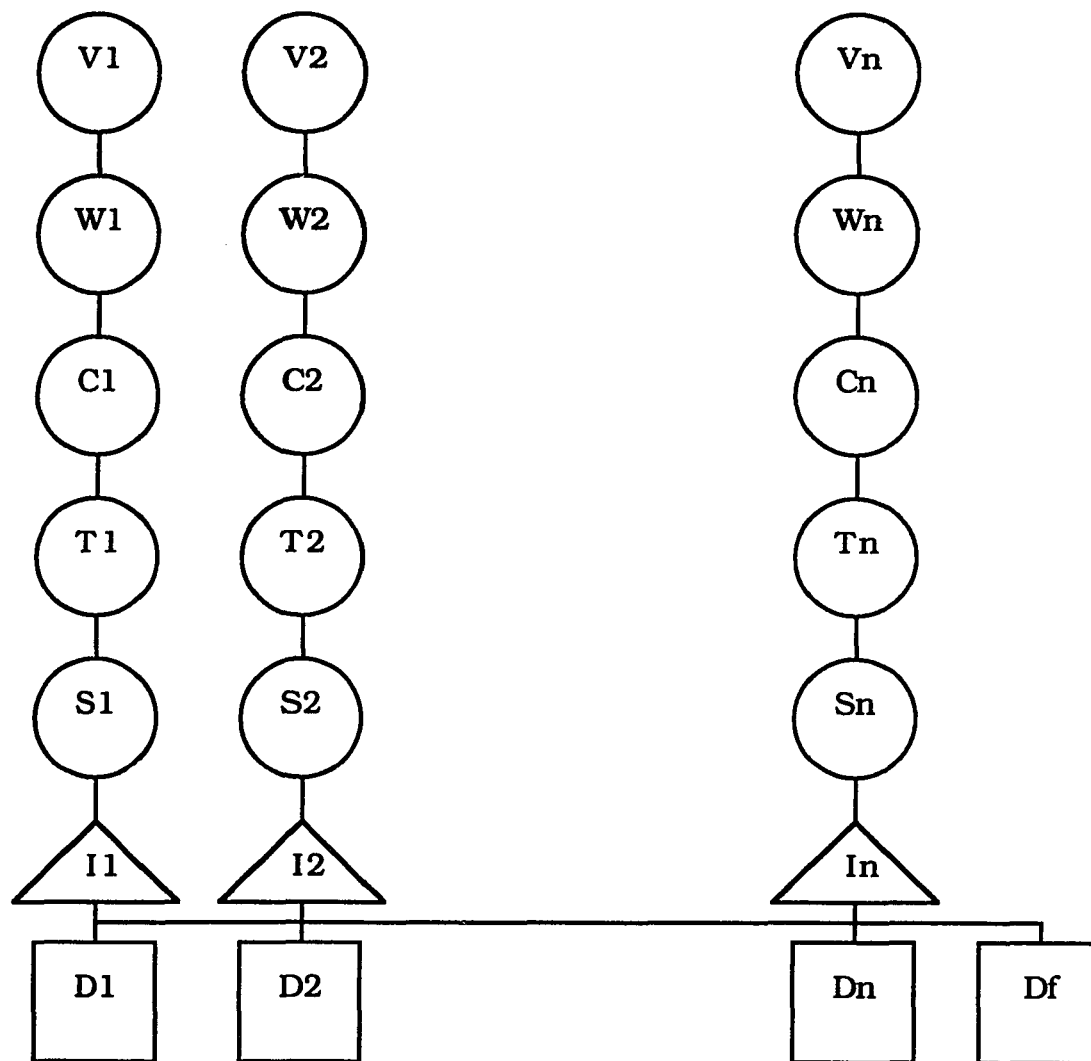 V1 V2 Vn
W1 W2 Wn
C1 C2 Cn
T1 T2 Tn
S1 S2 Sn
I1 I2 In
D1 D2 Dn Df